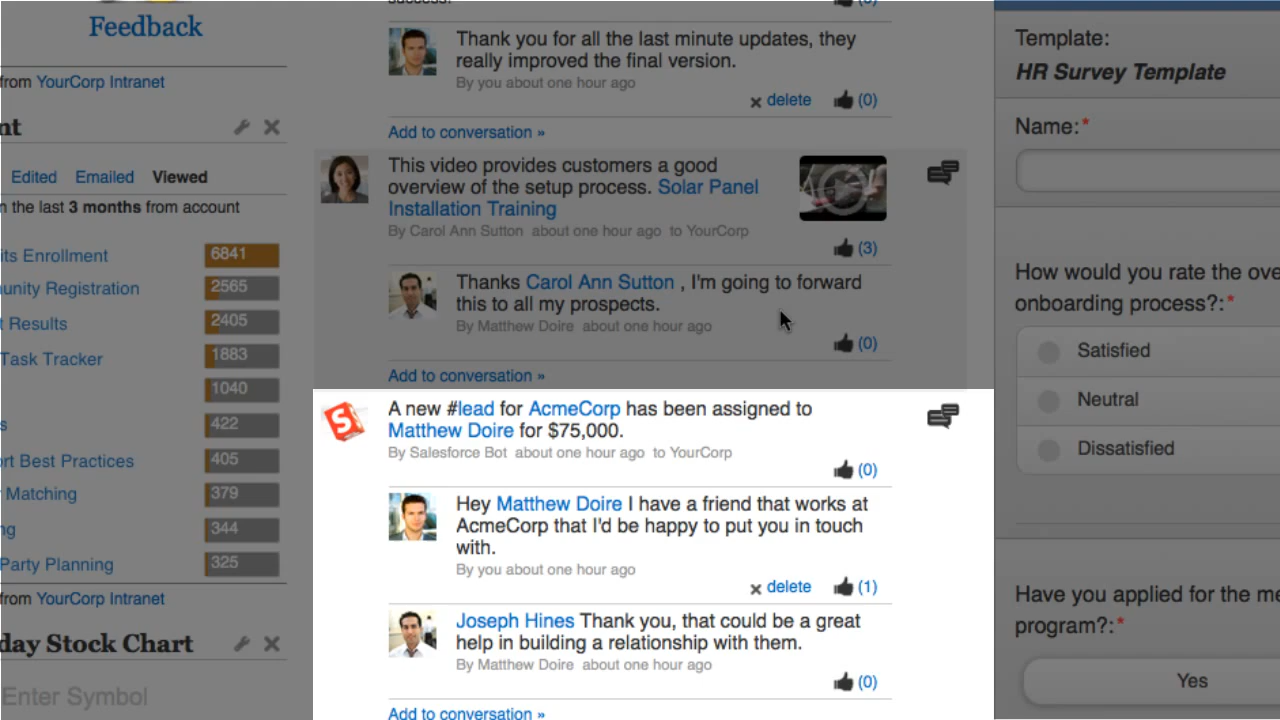 Feedback
from YourCorp Intranet
nt
Edited Emailed Viewed
n the last 3 months from account
its Enrollment 6841
unity Registration 2565
t Results 2405
Task Tracker 1883
1040
s 422
rt Best Practices 405
r Matching 379
ng 344
Party Planning 325
from YourCorp Intranet
day Stock Chart
Enter Symbol
success!
(0)
Thank you for all the last minute updates, they
really improved the final version.
By you about one hour ago
delete (0)
Add to conversation »
This video provides customers a good
overview of the setup process. Solar Panel
Installation Training
By Carol Ann Sutton about one hour ago to YourCorp
(3)
Thanks Carol Ann Sutton , I'm going to forward
this to all my prospects.
By Matthew Doire about one hour ago
(0)
Add to conversation »
A new #lead for AcmeCorp has been assigned to
Matthew Doire for $75,000.
By Salesforce Bot about one hour ago to YourCorp
(0)
Hey Matthew Doire I have a friend that works at
AcmeCorp that I'd be happy to put you in touch
with.
By you about one hour ago
delete (1)
Joseph Hines Thank you, that could be a great
help in building a relationship with them.
By Matthew Doire about one hour ago
(0)
Add to conversation »
Template:
HR Survey Template
Name:*
How would you rate the ove
onboarding process?:*
Satisfied
Neutral
Dissatisfied
Have you applied for the me
program?:*
Yes